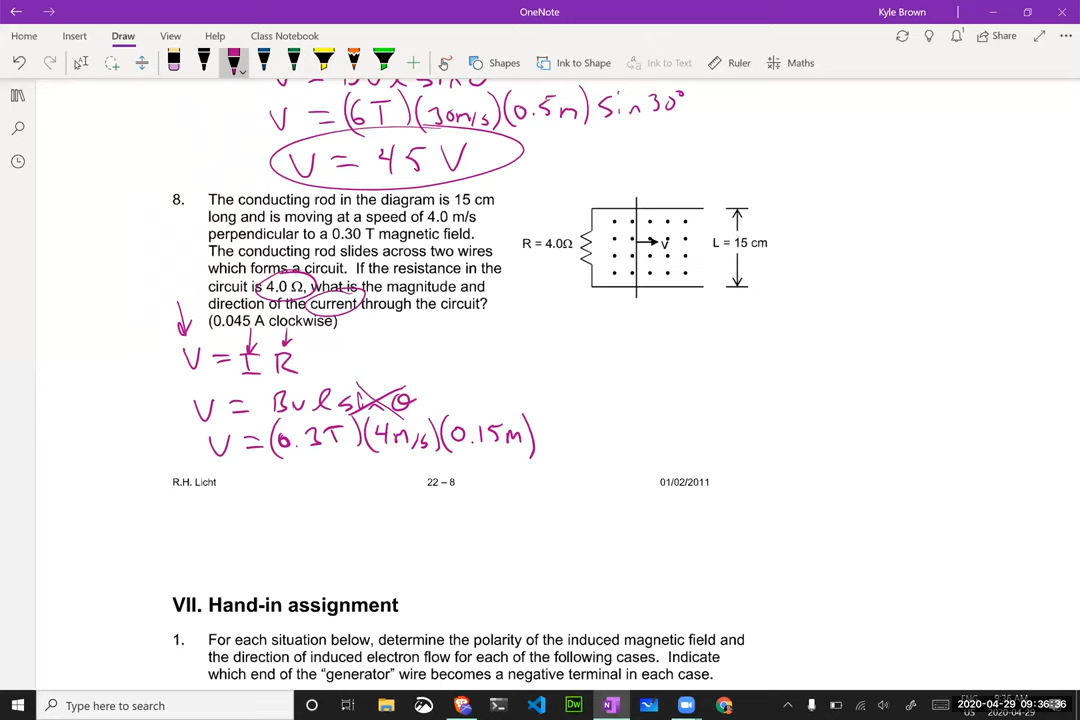 OneNote
Kyle Brown
Home Insert Draw View Help Class Notebook
Share
Shapes Ink to Shape Ink to Text Ruler Maths
V = (6 T)(30m/s)(0.5m) sin 30°
V = 45 V
8. The conducting rod in the diagram is 15 cm
long and is moving at a speed of 4.0 m/s
perpendicular to a 0.30 T magnetic field.
The conducting rod slides across two wires
which forms a circuit. If the resistance in the
circuit is 4.0 Ω, what is the magnitude and
direction of the current through the circuit?
(0.045 A clockwise)
R = 4.0Ω
v
L = 15 cm
V = I R
V = Bvl sin θ
V = (0.3T)(4m/s)(0.15m)
R.H. Licht 22 – 8 01/02/2011
VII. Hand-in assignment
1. For each situation below, determine the polarity of the induced magnetic field and
the direction of induced electron flow for each of the following cases. Indicate
which end of the "generator" wire becomes a negative terminal in each case.
Type here to search
Dw
2020-04-29 09:36:36